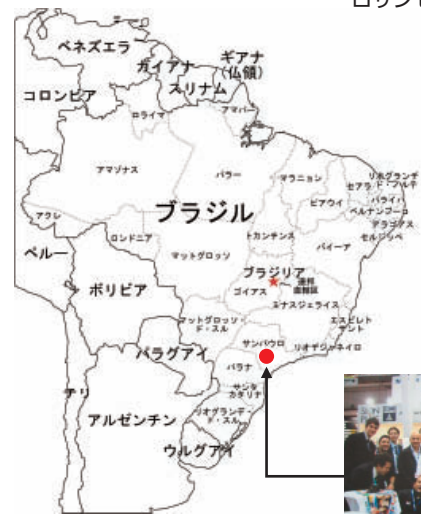 ベネズエラ
ガイアナ
ギアナ
(仏領)
スリナム
コロンビア
ロライマ
アマパー
アマゾナス
パラー
マラニョン
セアラ
リオグランデ・
ド・ノルテ
パライバ
ペルナンブーコ
アラゴアス
セルジッペ
ピアウイ
アクレ
ブラジル
ペルー
ロンドニア
トカンチンス
バイーア
マットグロッソ
ブラジリア
連邦
直轄区
ボリビア
ゴイアス
ミナスジェライス
エスピリト
サント
マットグロッソ・
ド・スル
サンパウロ
リオデジャネイロ
パラグアイ
パラナ
チリ
サンタ
カタリナ
アルゼンチン
リオグランデ・
ド・スル
ウルグアイ